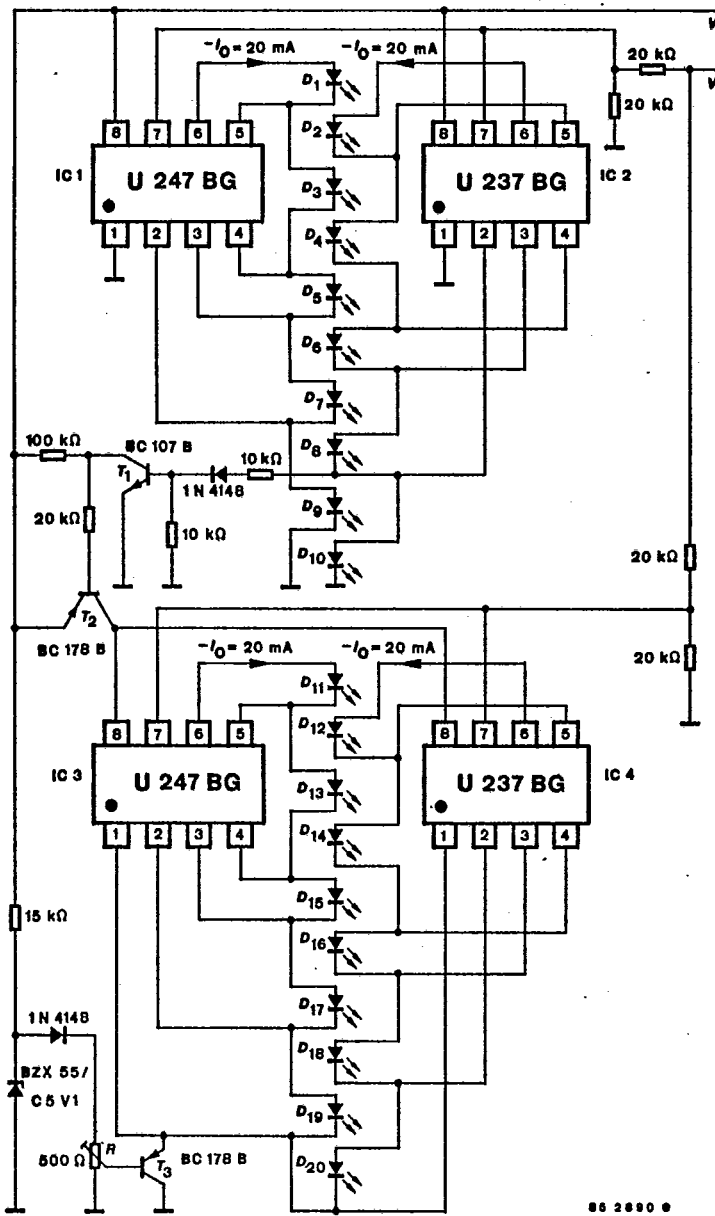 V
–I_O = 20 mA –I_O = 20 mA
20 kΩ
V
D1
20 kΩ
D2
8 7 6 5
8 7 6 5
IC 1
U 247 BG
D3
U 237 BG
IC 2
D4
1 2 3 4
1 2 3 4
D5
D6
D7
100 kΩ
BC 107 B
D8
T1
10 kΩ
1 N 4148
D9
20 kΩ
10 kΩ
D10
20 kΩ
T2
BC 178 B
–I_O = 20 mA –I_O = 20 mA
20 kΩ
D11
D12
8 7 6 5
8 7 6 5
IC 3
U 247 BG
D13
U 237 BG
IC 4
D14
1 2 3 4
1 2 3 4
D15
15 kΩ
D16
D17
1 N 4148
D18
BZX 55/
C 5 V1
D19
R
500 Ω
T3
BC 178 B
D20
86 2890 e